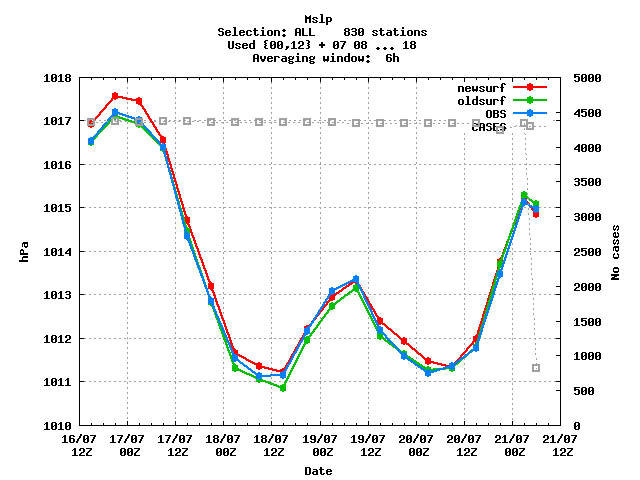 Mslp
Selection: ALL    830 stations
Used {00,12} + 07 08 ... 18
Averaging window:  6h
1018
1017
1016
1015
1014
1013
1012
1011
1010
hPa
newsurf
oldsurf
OBS
CASES
5000
4500
4000
3500
3000
2500
2000
1500
1000
500
0
No cases
16/07 17/07 17/07 18/07 18/07 19/07 19/07 20/07 20/07 21/07 21/07
12Z 00Z 12Z 00Z 12Z 00Z 12Z 00Z 12Z 00Z 12Z
Date